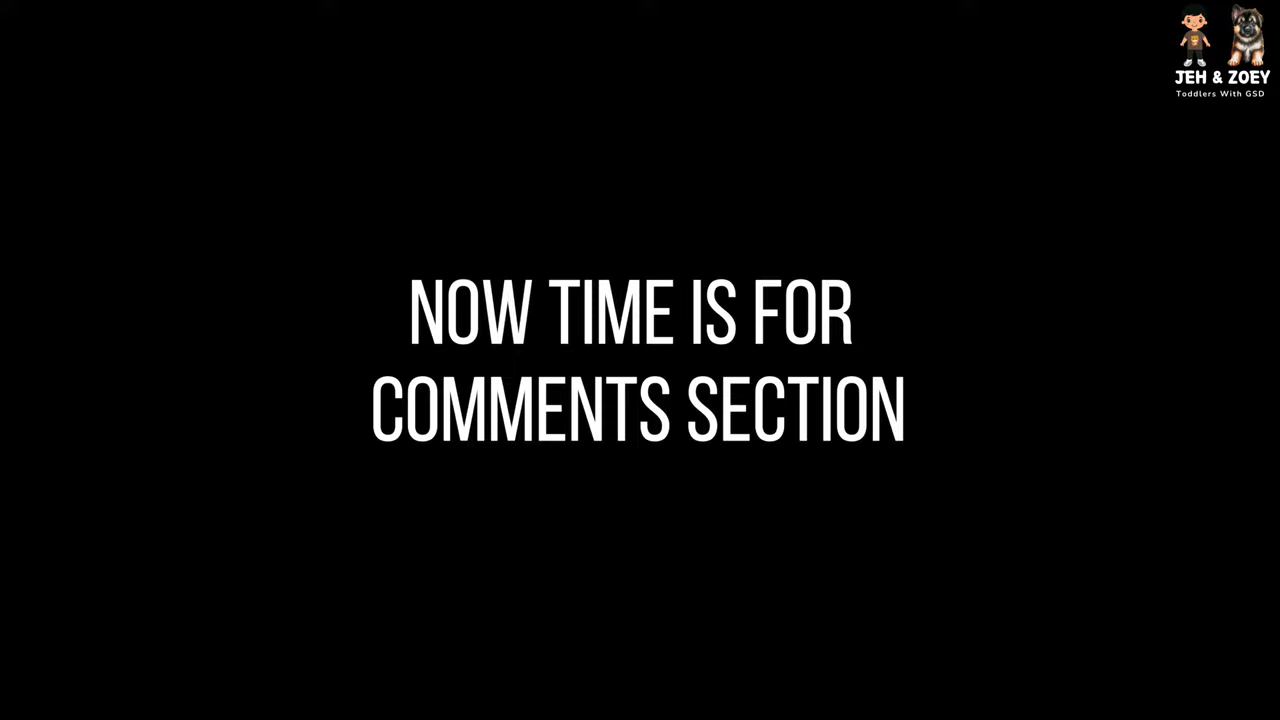 JEH & ZOEY
Toddlers With GSD
NOW TIME IS FOR
COMMENTS SECTION